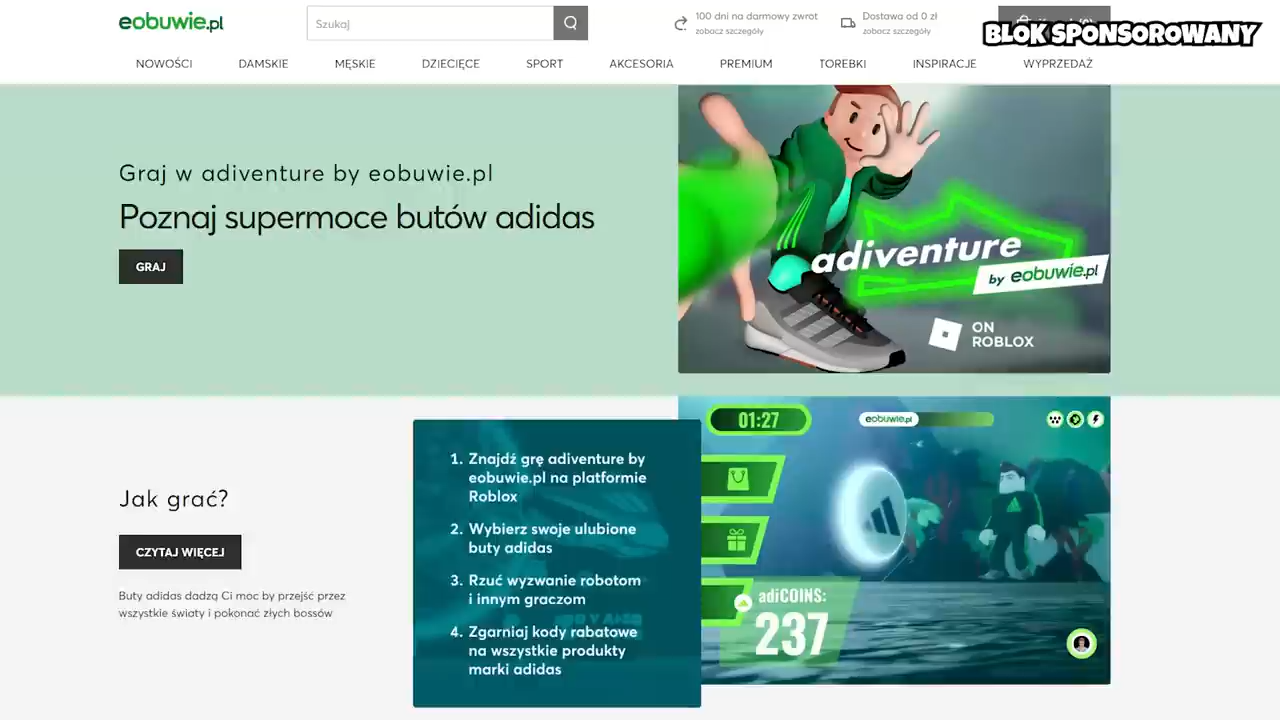 eobuwie.pl
Szukaj
100 dni na darmowy zwrot
zobacz szczegóły
Dostawa od 0 zł
zobacz szczegóły
BLOK SPONSOROWANY
NOWOŚCI DAMSKIE MĘSKIE DZIECIĘCE SPORT AKCESORIA PREMIUM TOREBKI INSPIRACJE WYPRZEDAŻ
Graj w adiventure by eobuwie.pl
Poznaj supermoce butów adidas
GRAJ
adiventure
by eobuwie.pl
ON
ROBLOX
Jak grać?
CZYTAJ WIĘCEJ
Buty adidas dadzą Ci moc by przejść przez
wszystkie światy i pokonać złych bossów
1. Znajdź grę adiventure by
eobuwie.pl na platformie
Roblox
2. Wybierz swoje ulubione
buty adidas
3. Rzuć wyzwanie robotom
i innym graczom
4. Zgarniaj kody rabatowe
na wszystkie produkty
marki adidas
01:27
eobuwie.pl
adiCOINS:
237